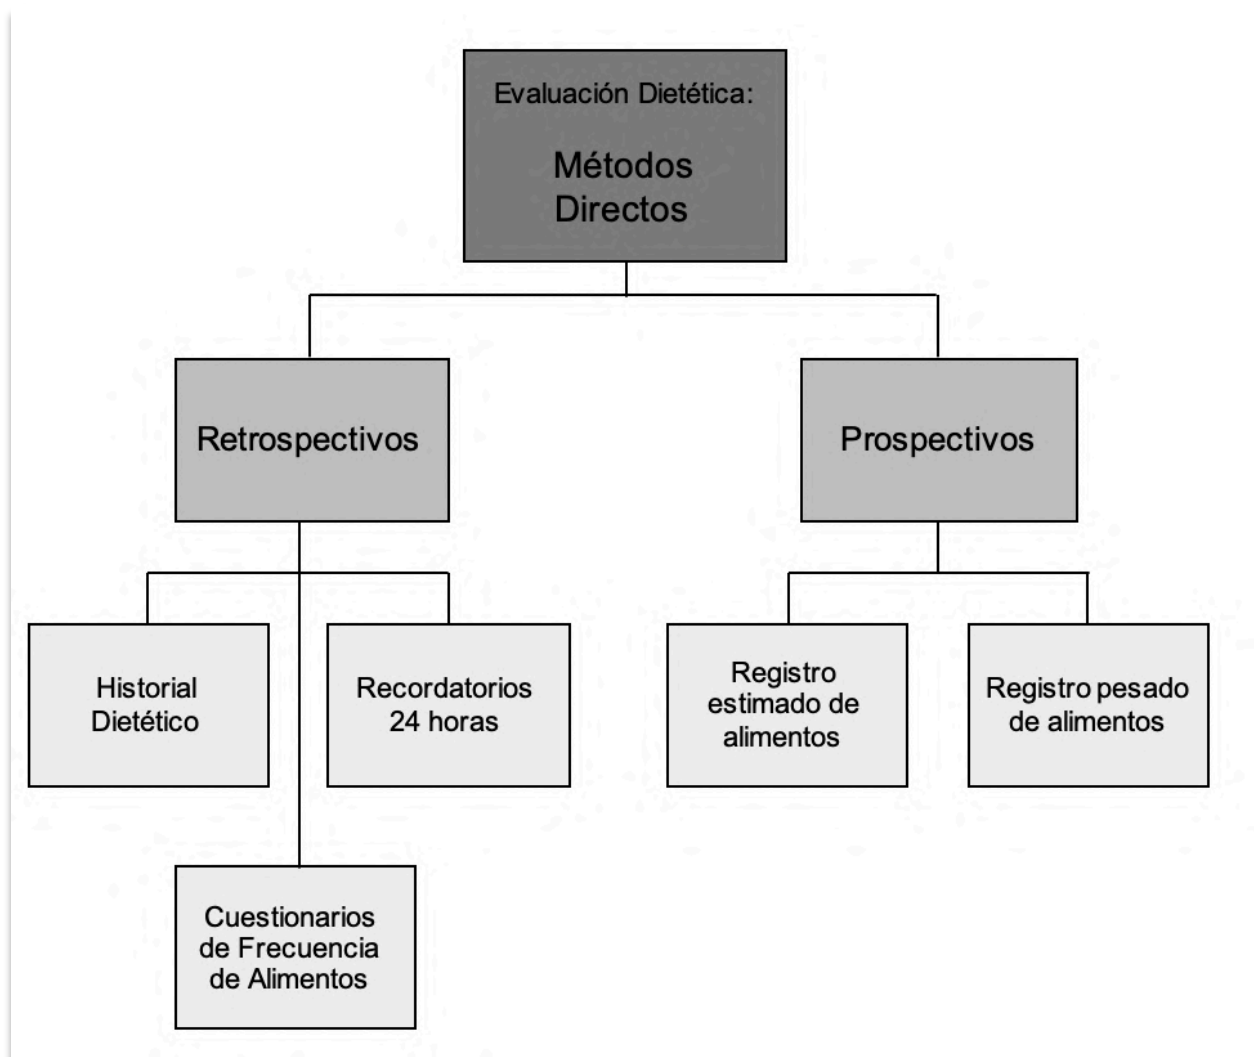 Evaluación Dietética:
Métodos
Directos
Retrospectivos
Prospectivos
Historial
Dietético
Recordatorios
24 horas
Registro
estimado de
alimentos
Registro pesado
de alimentos
Cuestionarios
de Frecuencia
de Alimentos